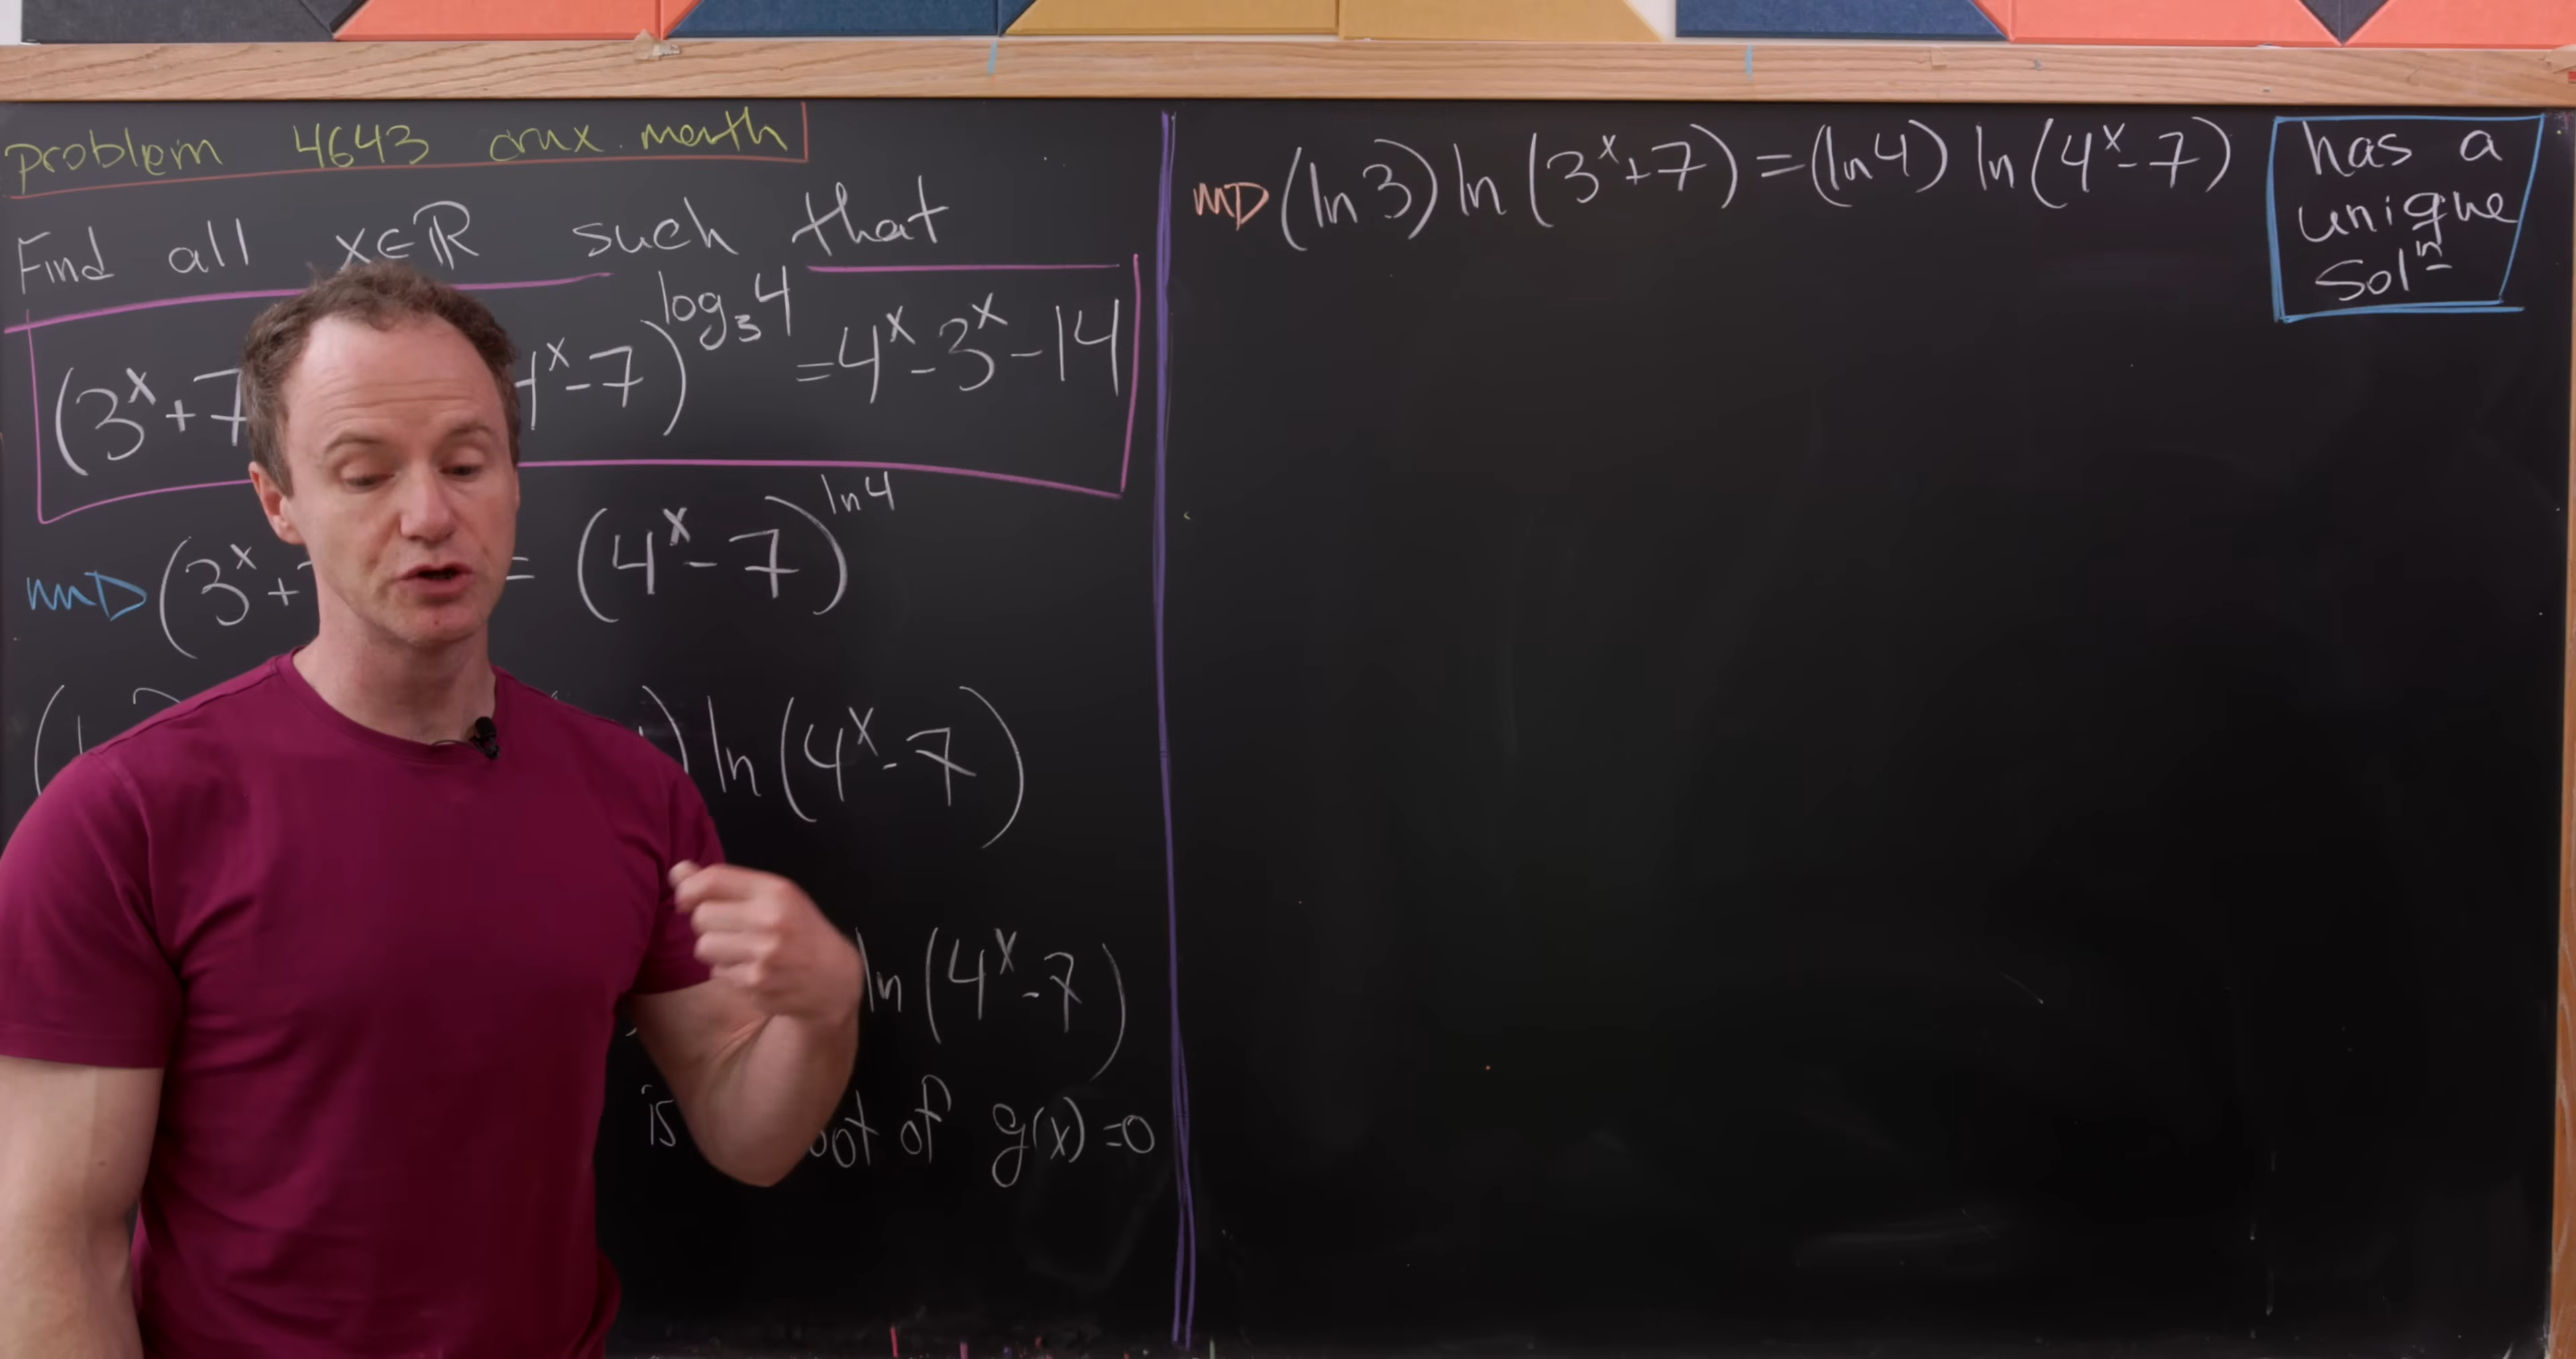 problem 4643 crux.math
Find all x∈ℝ such that
(3^x+7 4^x-7)^{log_3 4} = 4^x-3^x-14
(3^x+ = (4^x-7)^{ln4}
) ln(4^x-7)
ln(4^x-7)
is of g(x)=0
(ln3) ln(3^x+7) = (ln4) ln(4^x-7)
has a
unique
Sol^n